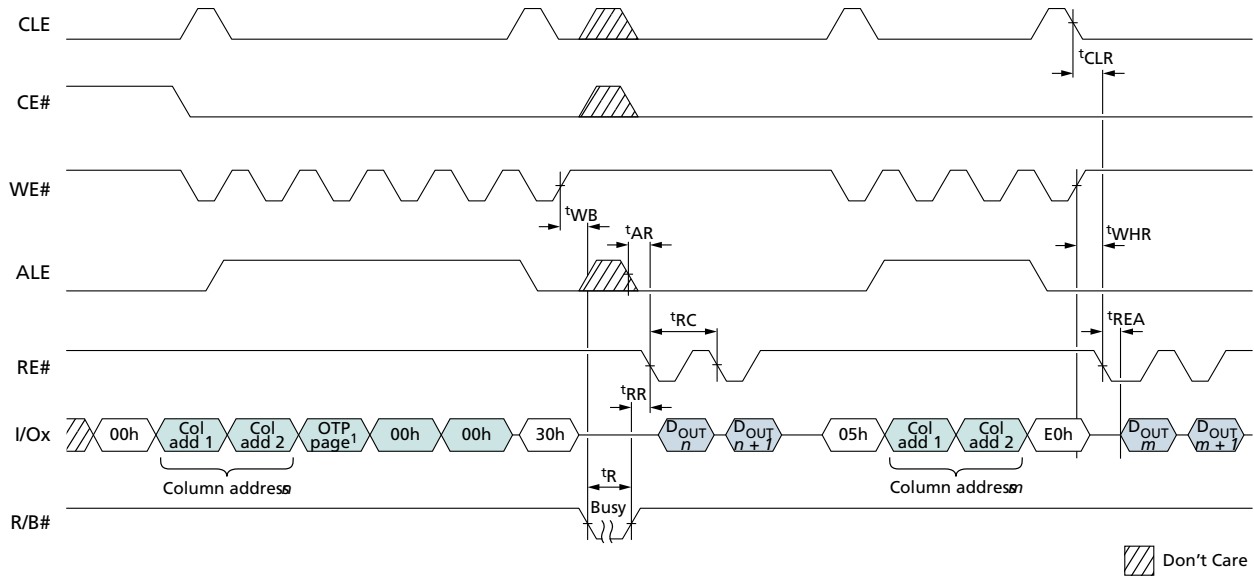 CLE
tCLR
CE#
WE#
tWB
tAR
tWHR
ALE
tRC
tREA
RE#
tRR
I/Ox
00h
Col add 1
Col add 2
OTP page1
00h
00h
30h
DOUT n
DOUT n + 1
05h
Col add 1
Col add 2
E0h
DOUT m
DOUT m + 1
Column address n
tR
Column address m
R/B#
Busy
Don't Care